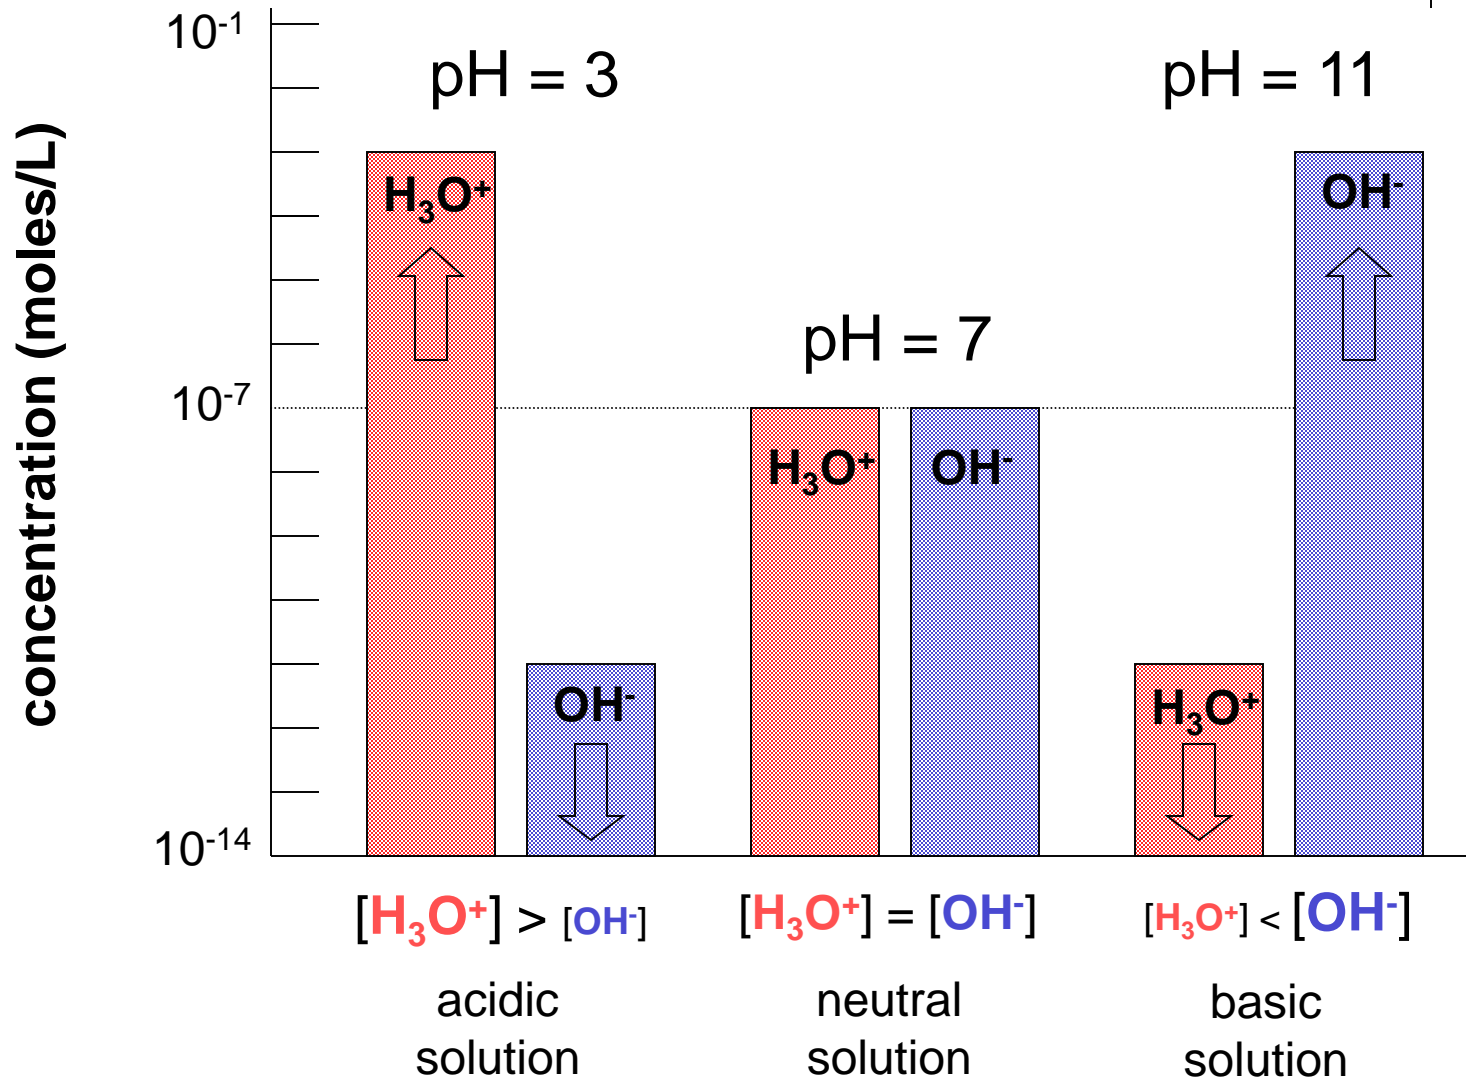 concentration (moles/L)
10⁻¹
10⁻⁷
10⁻¹⁴
pH = 3
pH = 7
pH = 11
H₃O⁺
OH⁻
H₃O⁺
OH⁻
H₃O⁺
OH⁻
[H₃O⁺] > [OH⁻]
acidic
solution
[H₃O⁺] = [OH⁻]
neutral
solution
[H₃O⁺] < [OH⁻]
basic
solution